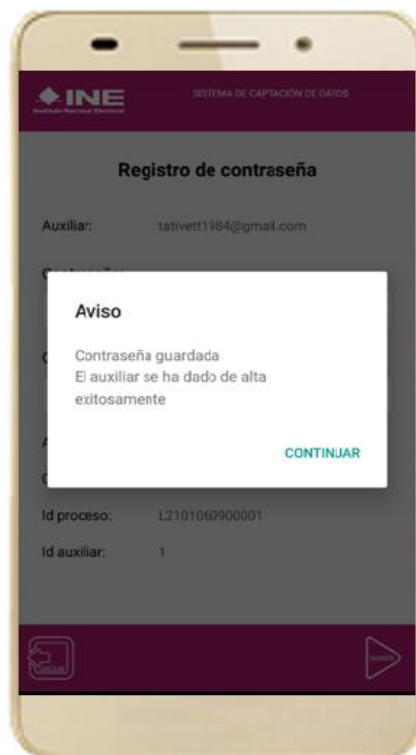 INE
Instituto Nacional Electoral
SISTEMA DE CAPTACIÓN DE DATOS
Registro de contraseña
Auxiliar: tativett1984@gmail.com
Aviso
Contraseña guardada
El auxiliar se ha dado de alta
exitosamente
CONTINUAR
Id proceso: L2101060900001
Id auxiliar: 1